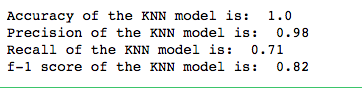 Accuracy of the KNN model is:  1.0
Precision of the KNN model is:  0.98
Recall of the KNN model is:  0.71
f-1 score of the KNN model is:  0.82